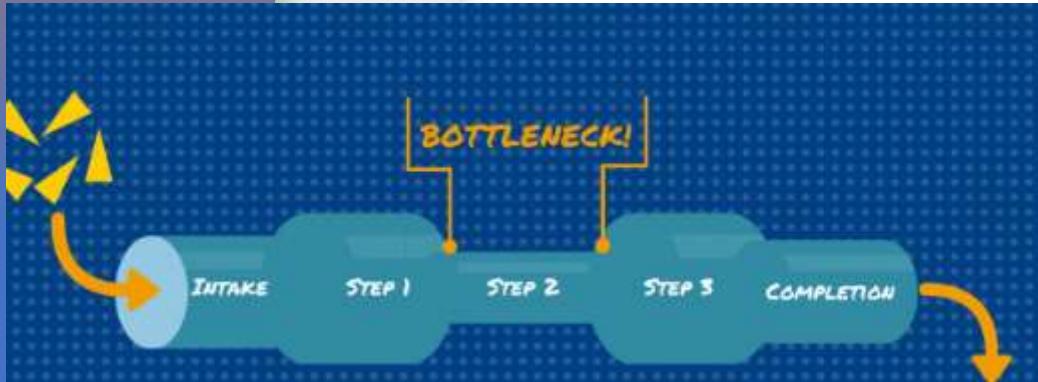 BOTTLENECK!
INTAKE
STEP 1
STEP 2
STEP 3
COMPLETION